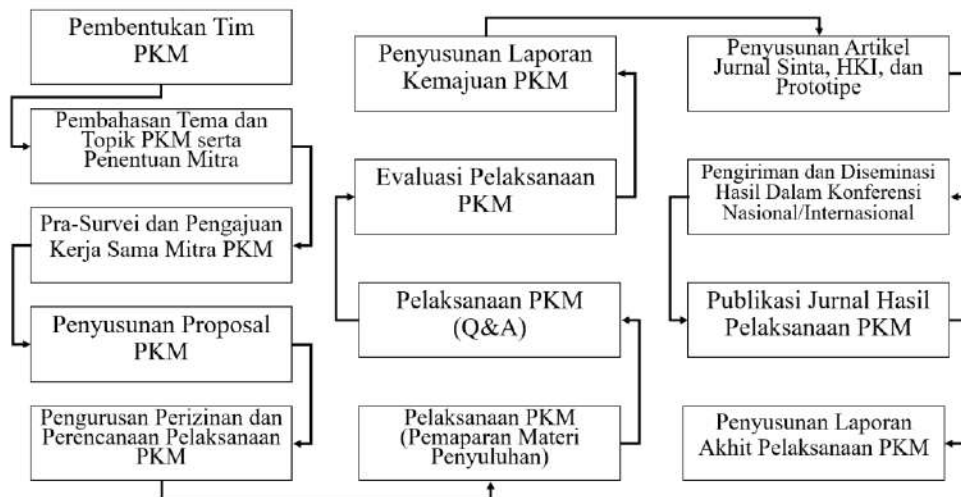 Pembentukan Tim
PKM
Pembahasan Tema dan
Topik PKM serta
Penentuan Mitra
Pra-Survei dan Pengajuan
Kerja Sama Mitra PKM
Penyusunan Proposal
PKM
Pengurusan Perizinan dan
Perencanaan Pelaksanaan
PKM
Pelaksanaan PKM
(Pemaparan Materi
Penyuluhan)
Pelaksanaan PKM
(Q&A)
Evaluasi Pelaksanaan
PKM
Penyusunan Laporan
Kemajuan PKM
Penyusunan Artikel
Jurnal Sinta, HKI, dan
Prototipe
Pengiriman dan Diseminasi
Hasil Dalam Konferensi
Nasional/Internasional
Publikasi Jurnal Hasil
Pelaksanaan PKM
Penyusunan Laporan
Akhit Pelaksanaan PKM